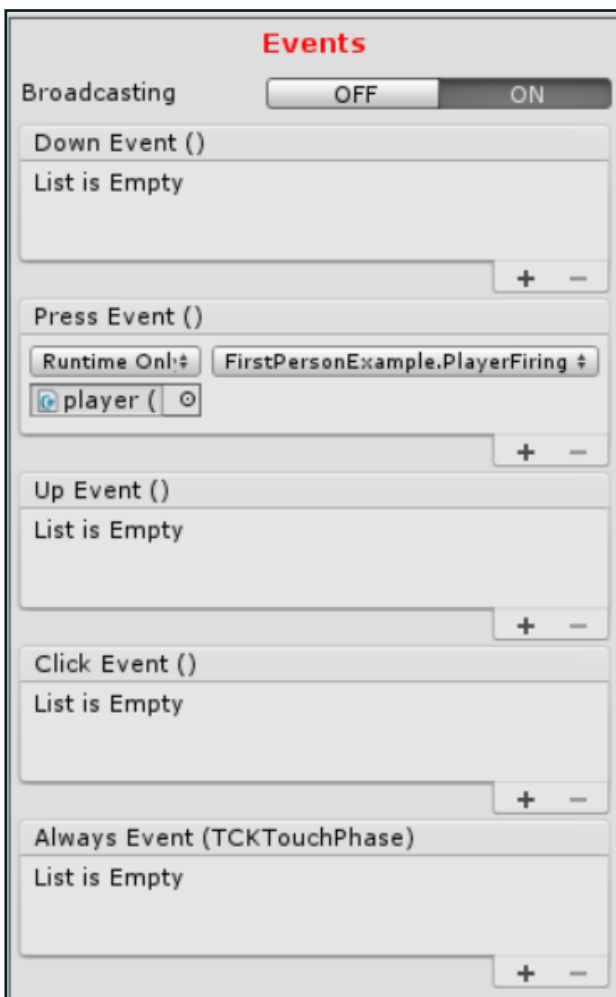 Events
Broadcasting OFF ON
Down Event ()
List is Empty
+ −
Press Event ()
Runtime Onl FirstPersonExample.PlayerFiring
player (
+ −
Up Event ()
List is Empty
+ −
Click Event ()
List is Empty
+ −
Always Event (TCKTouchPhase)
List is Empty
+ −